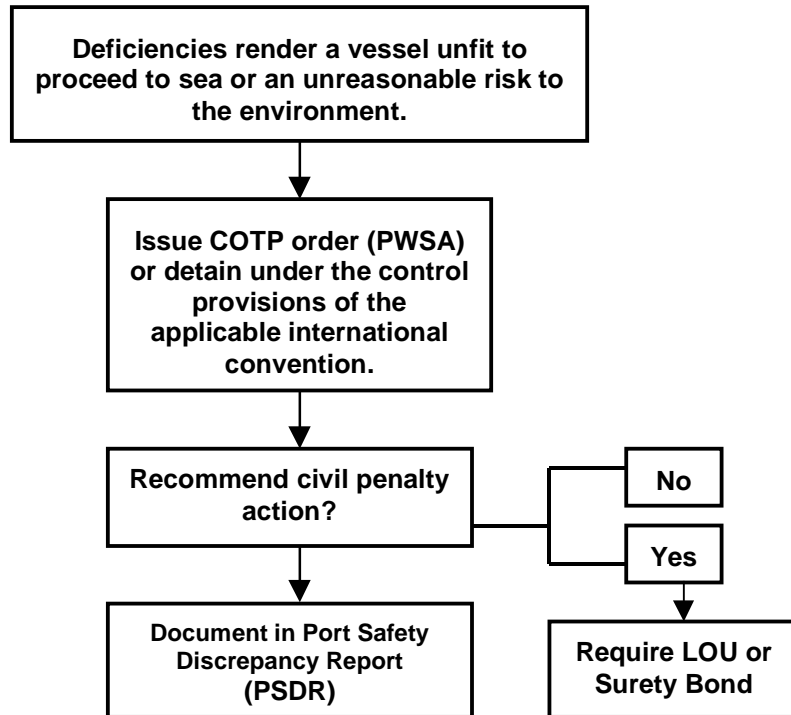 Deficiencies render a vessel unfit to
proceed to sea or an unreasonable risk to
the environment.
Issue COTP order (PWSA)
or detain under the control
provisions of the
applicable international
convention.
Recommend civil penalty
action?
No
Yes
Document in Port Safety
Discrepancy Report
(PSDR)
Require LOU or
Surety Bond